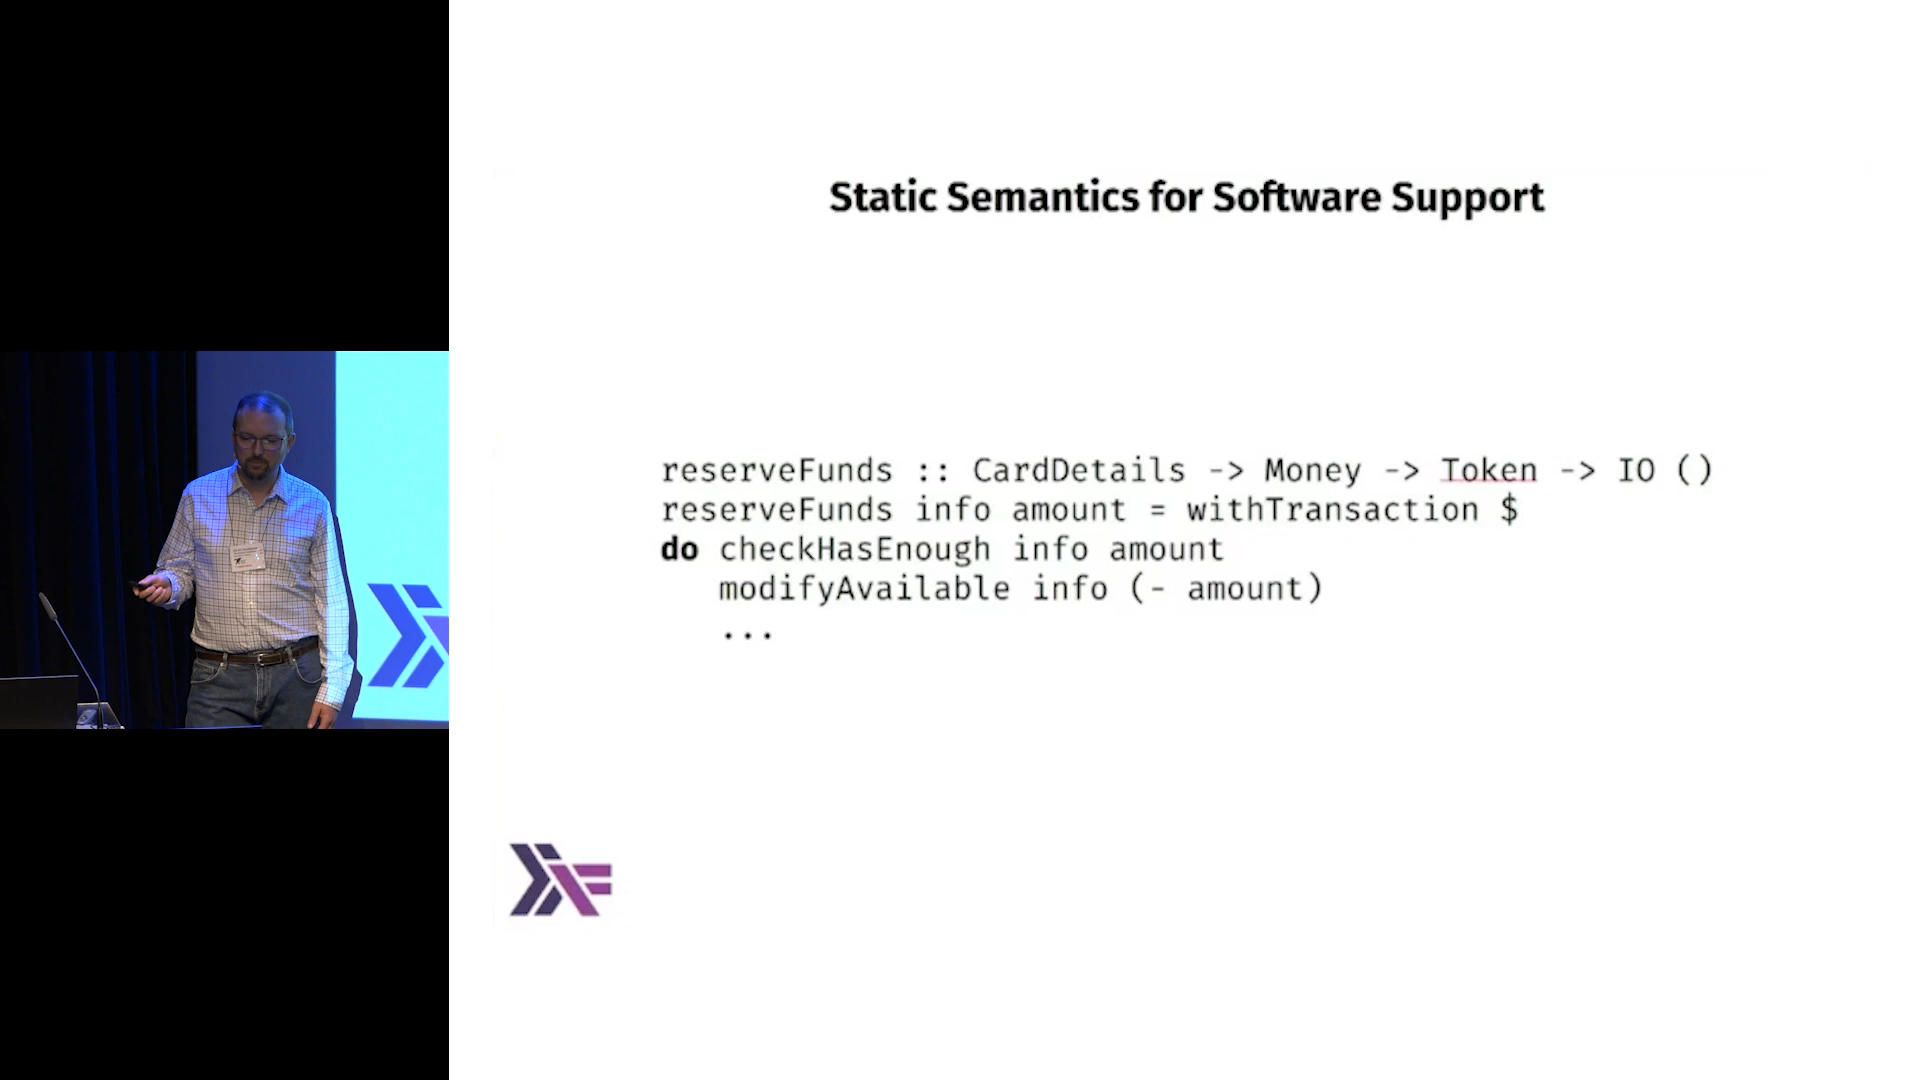 Static Semantics for Software Support
reserveFunds :: CardDetails -> Money -> Token -> IO ()
reserveFunds info amount = withTransaction $
do checkHasEnough info amount
modifyAvailable info (- amount)
...